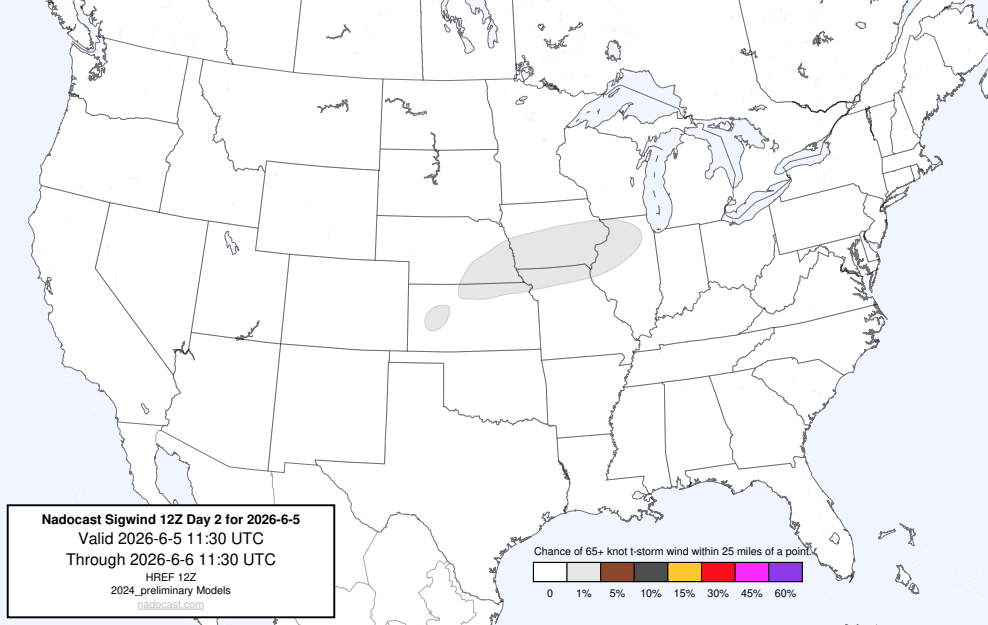 Nadocast Sigwind 12Z Day 2 for 2026-6-5
Valid 2026-6-5 11:30 UTC
Through 2026-6-6 11:30 UTC
HREF 12Z
2024_preliminary Models
nadocast.com
Chance of 65+ knot t-storm wind within 25 miles of a point.
0 1% 5% 10% 15% 30% 45% 60%